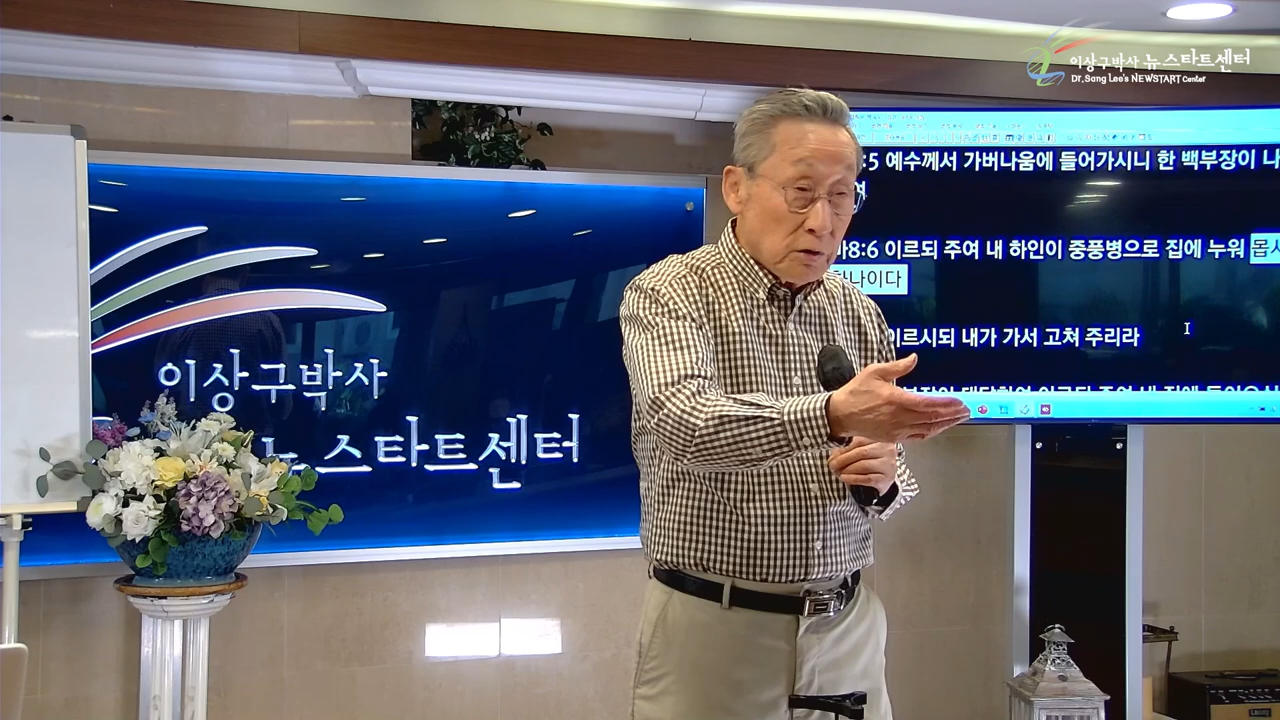 이상구박사 뉴스타트센터
Dr. Sang Lee's NEWSTART Center
:5 예수께서 가버나움에 들어가시니 한 백부장이 나
여
8:6 이르되 주여 내 하인이 중풍병으로 집에 누워 몹시
나이다
이르시되 내가 가서 고쳐 주리라
이상구박사
뉴스타트센터